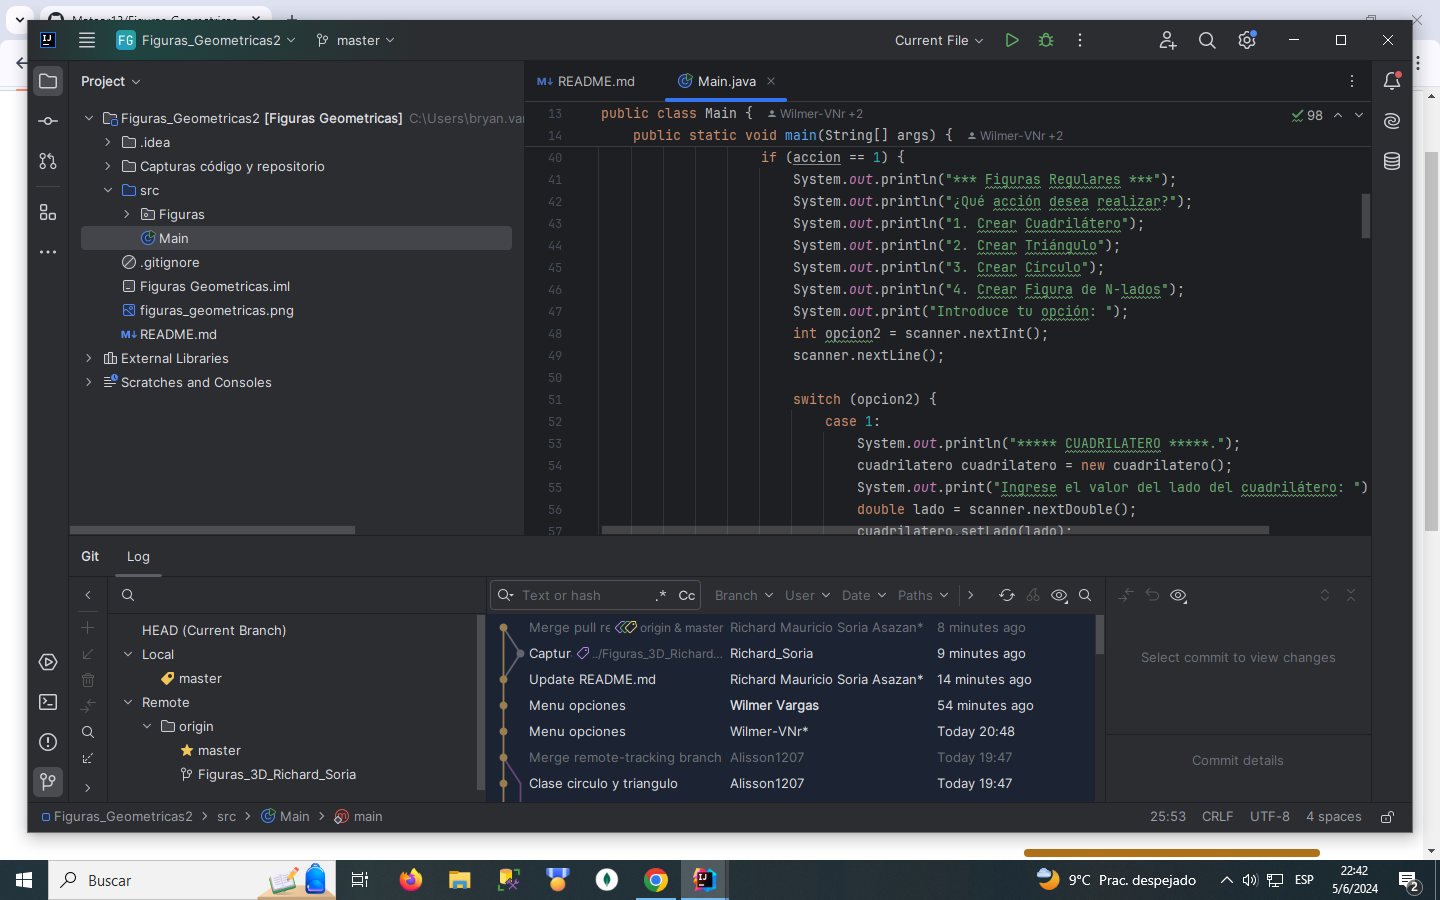 Figuras_Geometricas2
master
Current File
Project
README.md
Main.java
Figuras_Geometricas2 [Figuras Geometricas] C:\Users\bryan.var
.idea
Capturas código y repositorio
src
Figuras
Main
.gitignore
Figuras Geometricas.iml
figuras_geometricas.png
README.md
External Libraries
Scratches and Consoles
98
13 public class Main { Wilmer-VNr +2
14 public static void main(String[] args) { Wilmer-VNr +2
40 if (accion == 1) {
41 System.out.println("*** Figuras Regulares ***");
42 System.out.println("¿Qué acción desea realizar?");
43 System.out.println("1. Crear Cuadrilátero");
44 System.out.println("2. Crear Triángulo");
45 System.out.println("3. Crear Circulo");
46 System.out.println("4. Crear Figura de N-lados");
47 System.out.print("Introduce tu opción: ");
48 int opcion2 = scanner.nextInt();
49 scanner.nextLine();
50
51 switch (opcion2) {
52 case 1:
53 System.out.println("***** CUADRILATERO *****.");
54 cuadrilatero cuadrilatero = new cuadrilatero();
55 System.out.print("Ingrese el valor del lado del cuadrilátero: ")
56 double lado = scanner.nextDouble();
57 cuadrilatero.setLado(lado);
Git Log
Text or hash .* Cc Branch User Date Paths
HEAD (Current Branch)
Local
master
Remote
origin
master
Figuras_3D_Richard_Soria
Merge pull re origin & master Richard Mauricio Soria Asazan* 8 minutes ago
Captur ../Figuras_3D_Richard... Richard_Soria 9 minutes ago
Update README.md Richard Mauricio Soria Asazan* 14 minutes ago
Menu opciones Wilmer Vargas 54 minutes ago
Menu opciones Wilmer-VNr* Today 20:48
Merge remote-tracking branch Alisson1207 Today 19:47
Clase circulo y triangulo Alisson1207 Today 19:47
Select commit to view changes
Commit details
Figuras_Geometricas2 > src > Main > main
25:53 CRLF UTF-8 4 spaces
Buscar
9°C Prac. despejado
ESP
22:42
5/6/2024
2